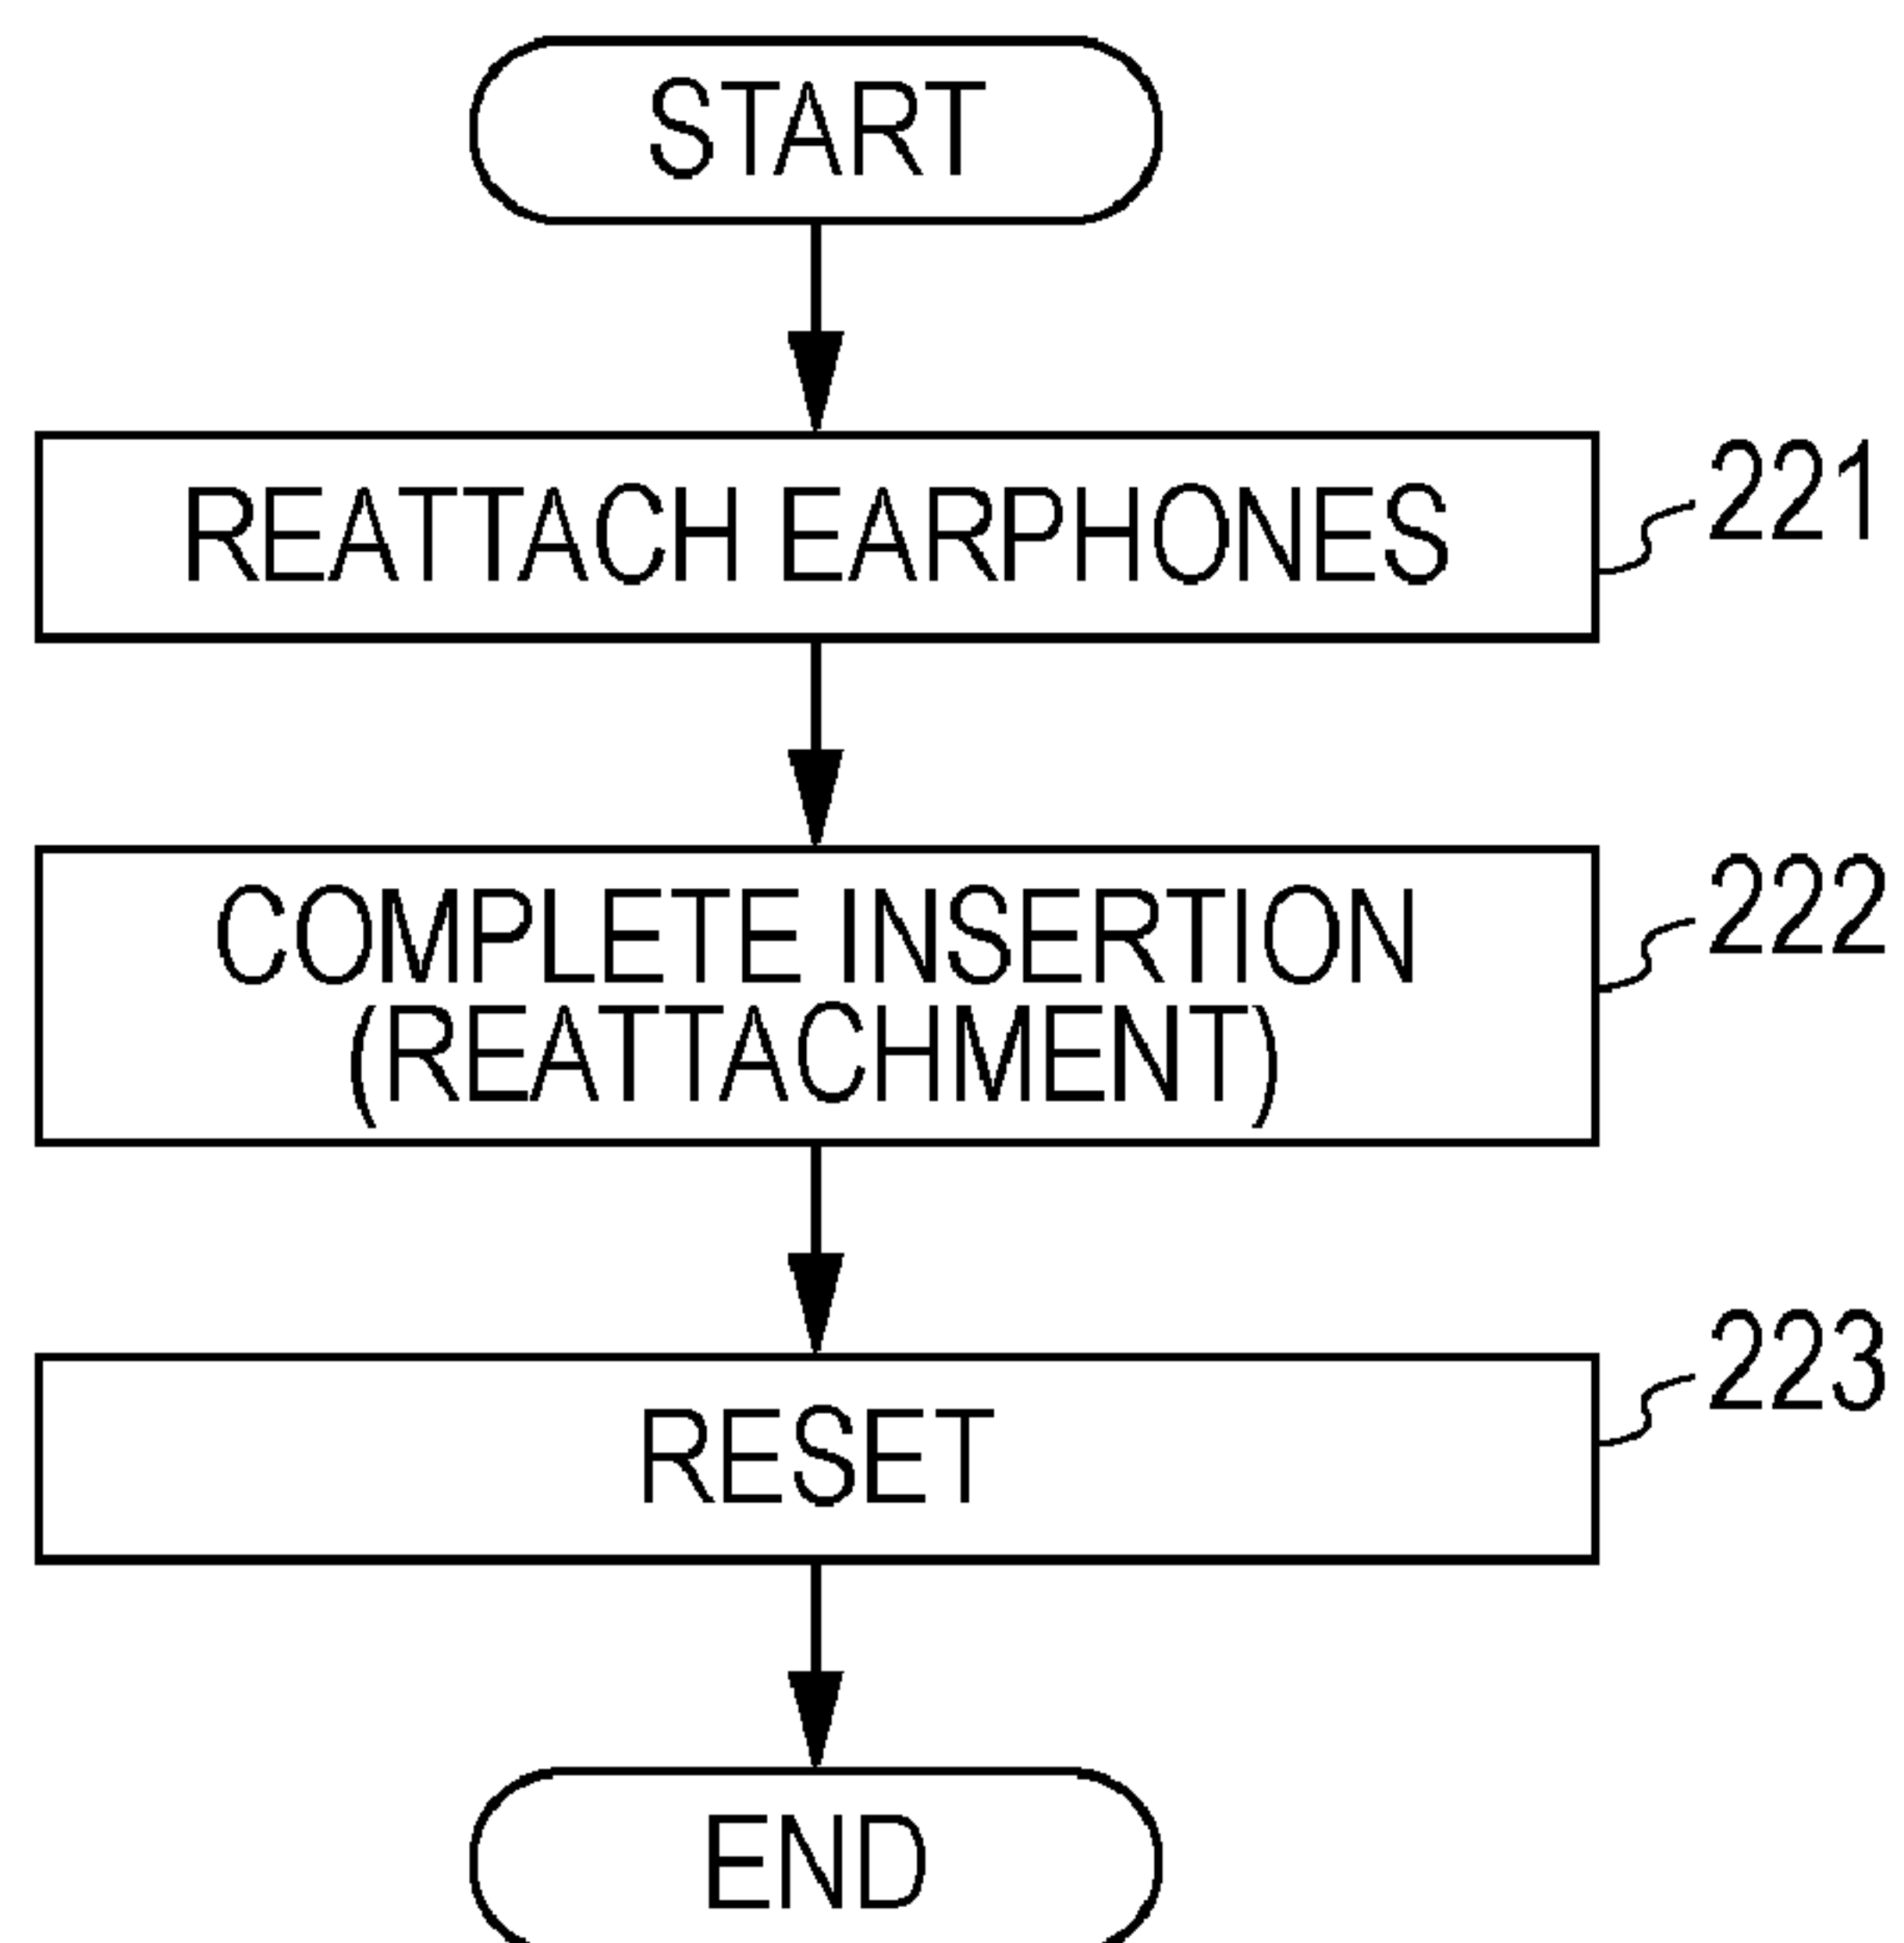 START
REATTACH EARPHONES
221
COMPLETE INSERTION
(REATTACHMENT)
222
RESET
223
END